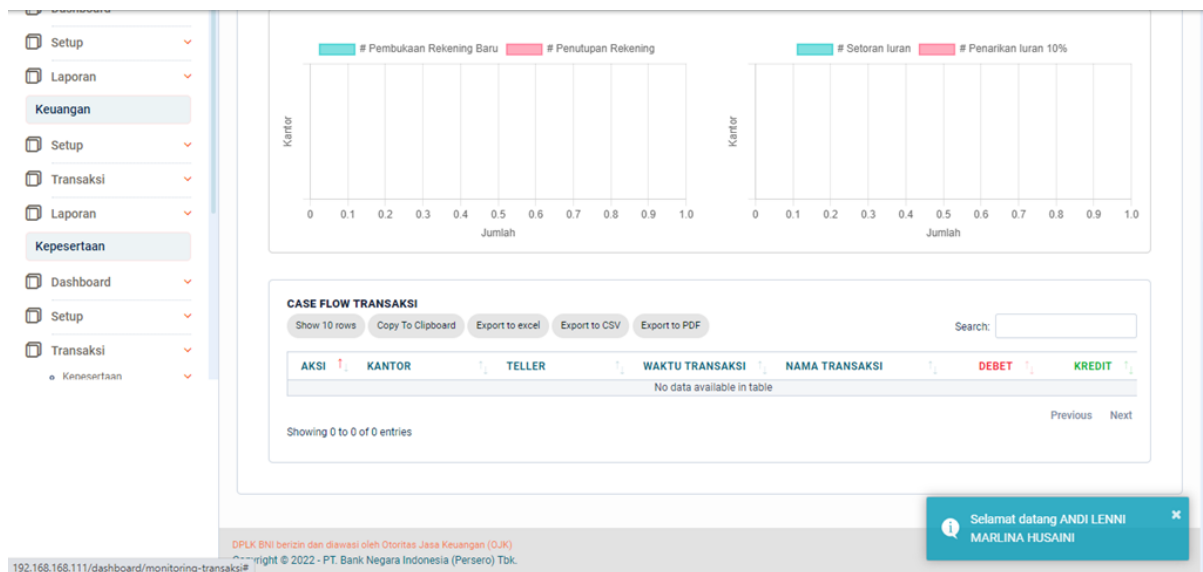 Dashboard
Setup
Laporan
Keuangan
Setup
Transaksi
Laporan
Kepesertaan
Dashboard
Setup
Transaksi
Kepesertaan
# Pembukaan Rekening Baru # Penutupan Rekening
Kantor
0 0.1 0.2 0.3 0.4 0.5 0.6 0.7 0.8 0.9 1.0
Jumlah
# Setoran Iuran # Penarikan Iuran 10%
Kantor
0 0.1 0.2 0.3 0.4 0.5 0.6 0.7 0.8 0.9 1.0
Jumlah
CASE FLOW TRANSAKSI
Show 10 rows Copy To Clipboard Export to excel Export to CSV Export to PDF Search:
AKSI KANTOR TELLER WAKTU TRANSAKSI NAMA TRANSAKSI DEBET KREDIT
No data available in table
Previous Next
Showing 0 to 0 of 0 entries
Selamat datang ANDI LENNI
MARLINA HUSAINI
DPLK BNI berizin dan diawasi oleh Otoritas Jasa Keuangan (OJK)
Copyright © 2022 - PT. Bank Negara Indonesia (Persero) Tbk.
192.168.168.111/dashboard/monitoring-transaksi#